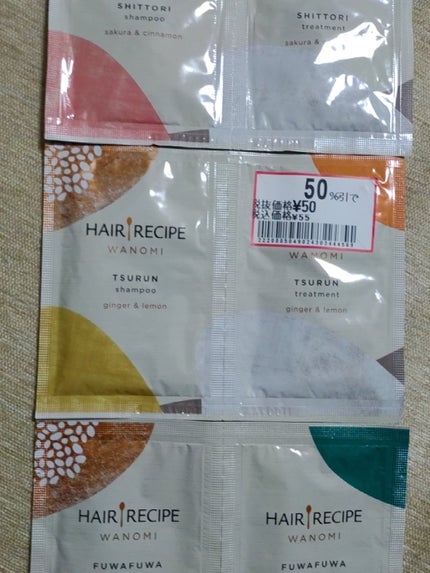 SHITTORI
shampoo
sakura & cinnamon
SHITTORI
treatment
sakura &
50%引で
税抜価格¥50
税込価格¥55
HAIR RECIPE
WANOMI
TSURUN
shampoo
ginger & lemon
WANOMI
TSURUN
treatment
ginger & lemon
HAIR RECIPE
WANOMI
FUWAFUWA
HAIR RECIPE
WANOMI
FUWAFUWA